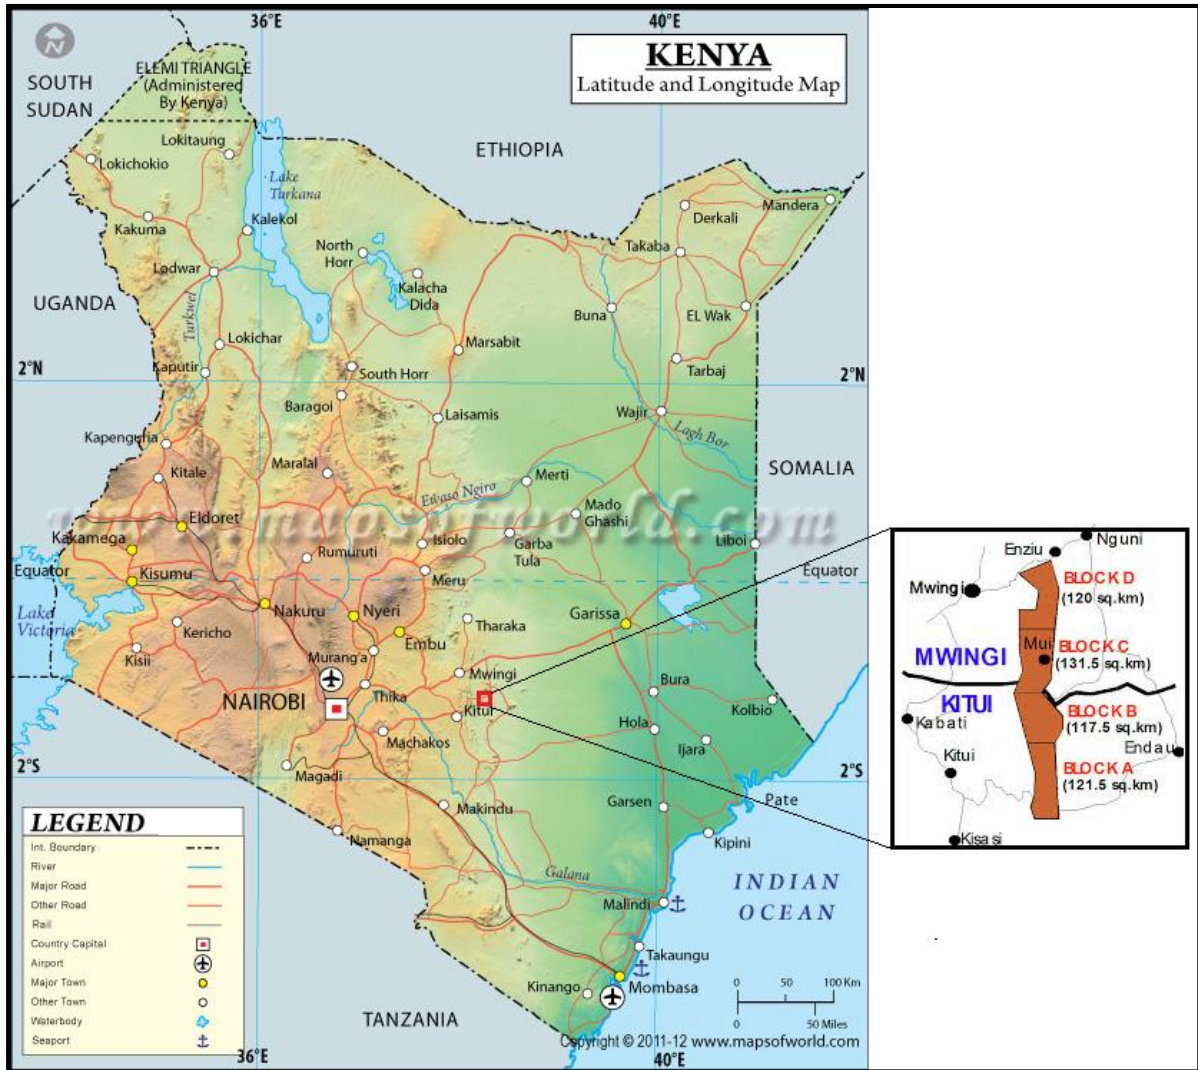 36°E
40°E
N
KENYA
Latitude and Longitude Map
SOUTH
SUDAN
ELEMI TRIANGLE
(Administered
By Kenya)
Lokitaung
Lokichokio
ETHIOPIA
Lake
Turkana
Kakuma
Kalekol
Derkali
Mandera
North
Horr
Takaba
Lodwar
Kalacha
Dida
UGANDA
Turkwel
Buna
EL Wak
Lokichar
Marsabit
2°N
Kaputir
South Horr
Tarbaj
2°N
Baragoi
Laisamis
Wajir
Lagh Bor
Kapenguria
Kitale
Maralal
Merti
SOMALIA
Ewaso Ngiro
Mado
Ghashi
www.mapsofworld.com
Eldoret
Kakamega
Rumuruti
Isiolo
Garba
Tula
Liboi
Equator
Kisumu
Meru
Equator
Lake
Victoria
Nakuru
Nyeri
Garissa
Kericho
Embu
Tharaka
Kisii
Murang'a
Mwingi
NAIROBI
Thika
Kitui
Bura
Kolbio
Machakos
Hola
Ijara
Magadi
2°S
2°S
Makindu
Garsen
Pate
Namanga
Kipini
Galana
INDIAN
OCEAN
Malindi
Takaungu
Kinango
Mombasa
TANZANIA
0 50 100 Km
0 50 Miles
Copyright © 2011-12 www.mapsofworld.com
36°E
40°E
LEGEND
Int. Boundary
River
Major Road
Other Road
Rail
Country Capital
Airport
Major Town
Other Town
Waterbody
Seaport
Nguni
Enziu
Mwingi
BLOCK D
(120 sq.km)
Mui
BLOCK C
(131.5 sq.km)
MWINGI
KITUI
BLOCK B
(117.5 sq.km)
Kabati
Endau
Kitui
BLOCK A
(121.5 sq.km)
Kisasi